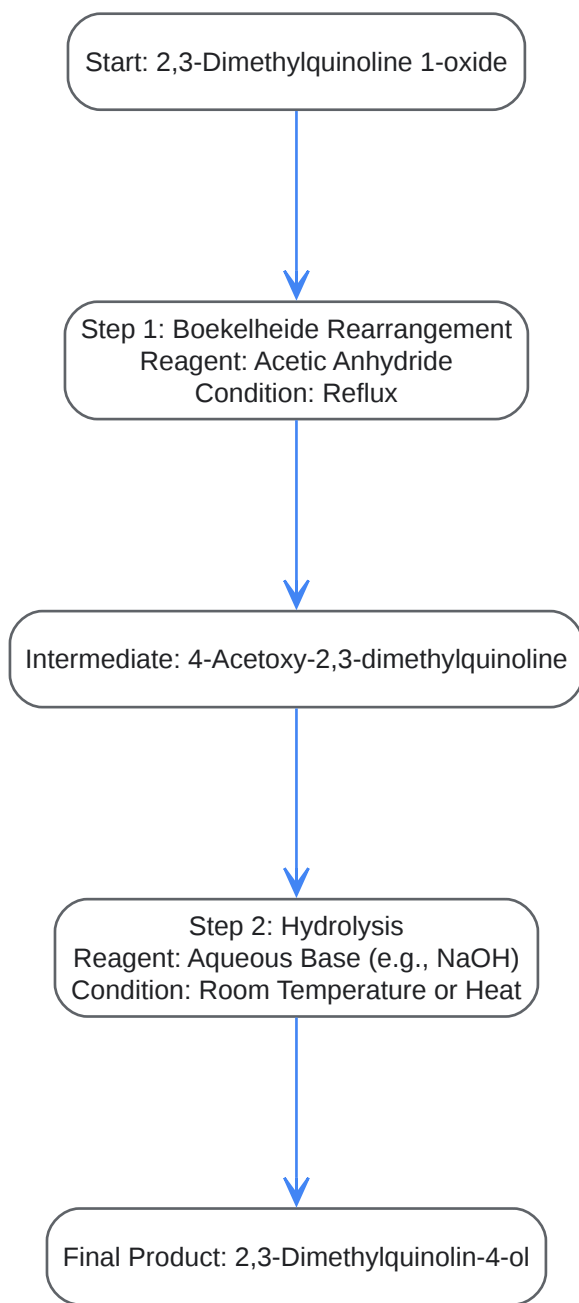 Start: 2,3-Dimethylquinoline 1-oxide
Step 1: Boekelheide Rearrangement
Reagent: Acetic Anhydride
Condition: Reflux
Intermediate: 4-Acetoxy-2,3-dimethylquinoline
Step 2: Hydrolysis
Reagent: Aqueous Base (e.g., NaOH)
Condition: Room Temperature or Heat
Final Product: 2,3-Dimethylquinolin-4-ol